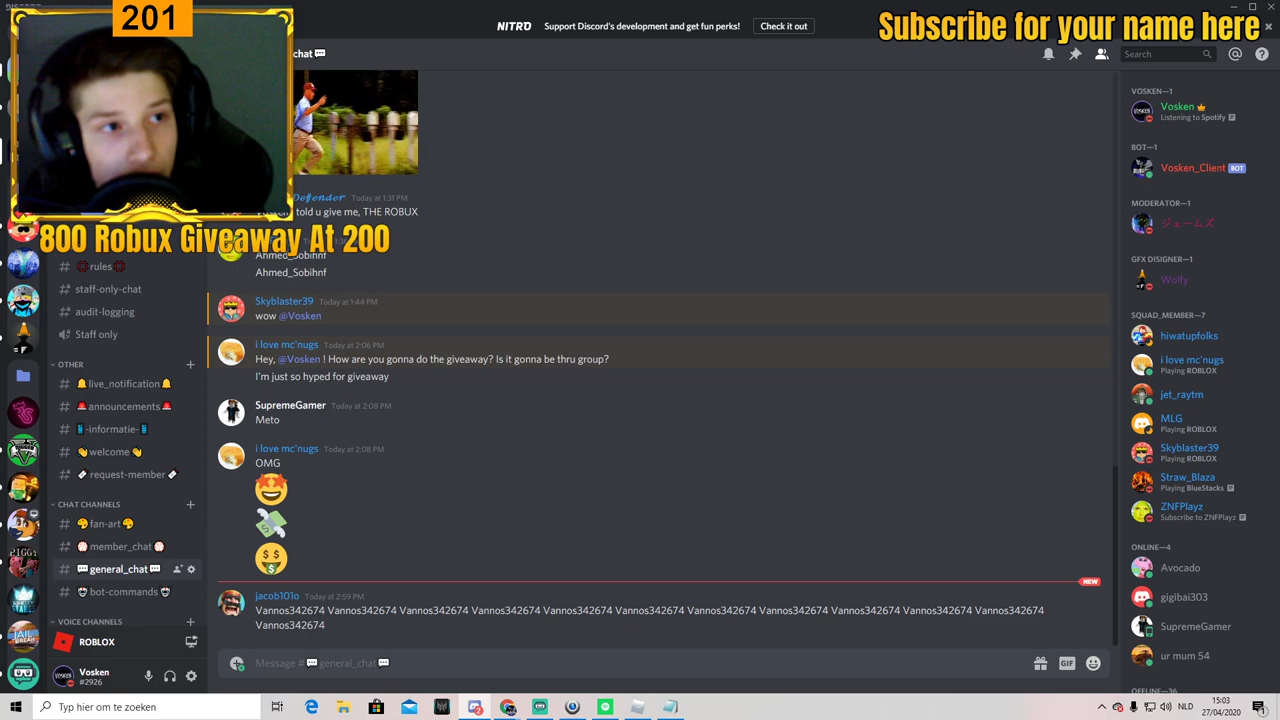 201
Subscribe for your name here
NITRO
Support Discord's development and get fun perks!
Check it out
chat
Search
Defender Today at 1:31 PM
told u give me, THE ROBUX
800 Robux Giveaway At 200
Ahmed_Sobihnf
Ahmed_Sobihnf
Skyblaster39 Today at 1:44 PM
wow @Vosken
i love mc'nugs Today at 2:06 PM
Hey, @Vosken ! How are you gonna do the giveaway? Is it gonna be thru group?
I'm just so hyped for giveaway
SupremeGamer Today at 2:08 PM
Meto
i love mc'nugs Today at 2:08 PM
OMG
NEW
jacob101o Today at 2:59 PM
Vannos342674 Vannos342674 Vannos342674 Vannos342674 Vannos342674 Vannos342674 Vannos342674 Vannos342674 Vannos342674 Vannos342674 Vannos342674
Vannos342674
Message #general_chat
GIF
rules
staff-only-chat
audit-logging
Staff only
OTHER
live_notification
announcements
-informatie-
welcome
request-member
CHAT CHANNELS
fan-art
member_chat
general_chat
bot-commands
VOICE CHANNELS
ROBLOX
Vosken
#2926
VOSKEN—1
Vosken
Listening to Spotify
BOT—1
Vosken_Client BOT
MODERATOR—1
ジェームズ
GFX DISIGNER—1
Wolfy
SQUAD_MEMBER—7
hiwatupfolks
i love mc'nugs
Playing ROBLOX
jet_raytm
MLG
Playing ROBLOX
Skyblaster39
Playing ROBLOX
Straw_Blaza
Playing BlueStacks
ZNFPlayz
Subscribe to ZNFPlayz
ONLINE—4
Avocado
gigibai303
SupremeGamer
ur mum 54
Typ hier om te zoeken
NLD
15:03
27/04/2020